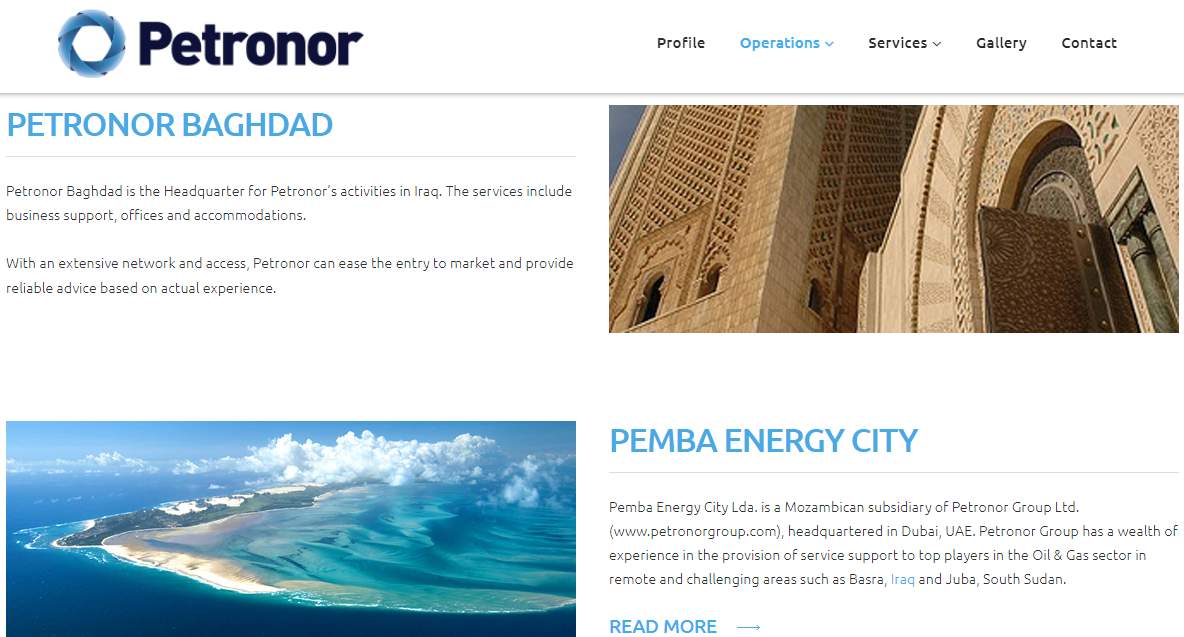 Petronor
Profile
Operations
Services
Gallery
Contact
PETRONOR BAGHDAD
Petronor Baghdad is the Headquarter for Petronor's activities in Iraq. The services include
business support, offices and accommodations.
With an extensive network and access, Petronor can ease the entry to market and provide
reliable advice based on actual experience.
PEMBA ENERGY CITY
Pemba Energy City Lda. is a Mozambican subsidiary of Petronor Group Ltd.
(www.petronorgroup.com), headquartered in Dubai, UAE. Petronor Group has a wealth of
experience in the provision of service support to top players in the Oil & Gas sector in
remote and challenging areas such as Basra, Iraq and Juba, South Sudan.
READ MORE